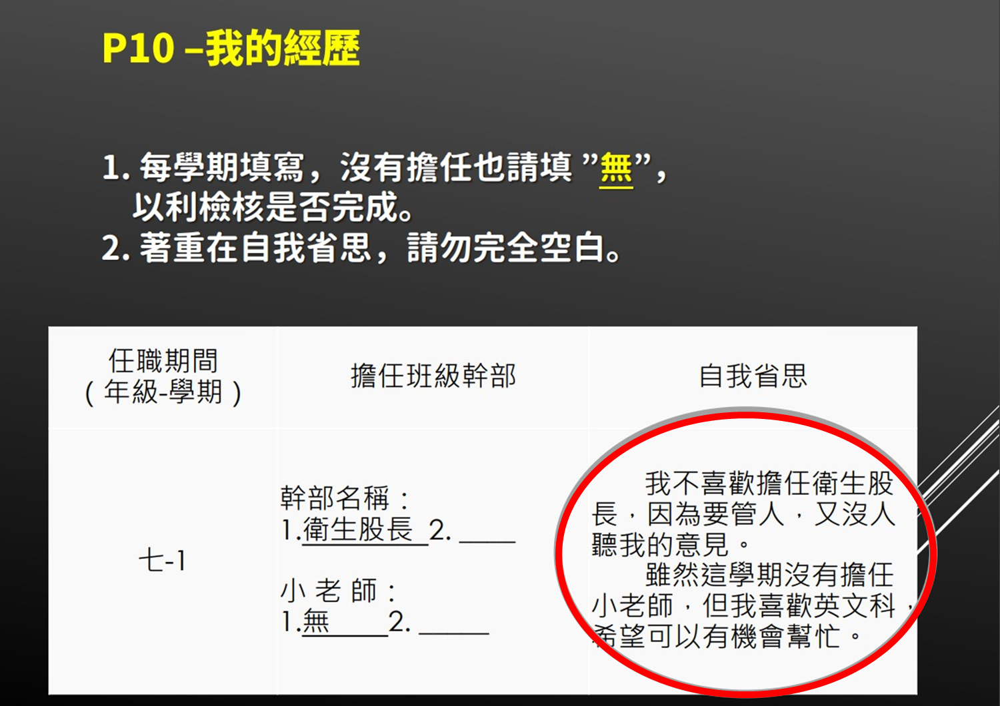 P10 –我的經歷
1. 每學期填寫，沒有擔任也請填 ”無”，
以利檢核是否完成。
2. 著重在自我省思，請勿完全空白。
任職期間
( 年級-學期 )
擔任班級幹部
自我省思
七-1
幹部名稱：
1.衛生股長 2. ____
小 老 師：
1.無 2. _____
我不喜歡擔任衛生股
長，因為要管人，又沒人
聽我的意見。
雖然這學期沒有擔任
小老師，但我喜歡英文科，
希望可以有機會幫忙。